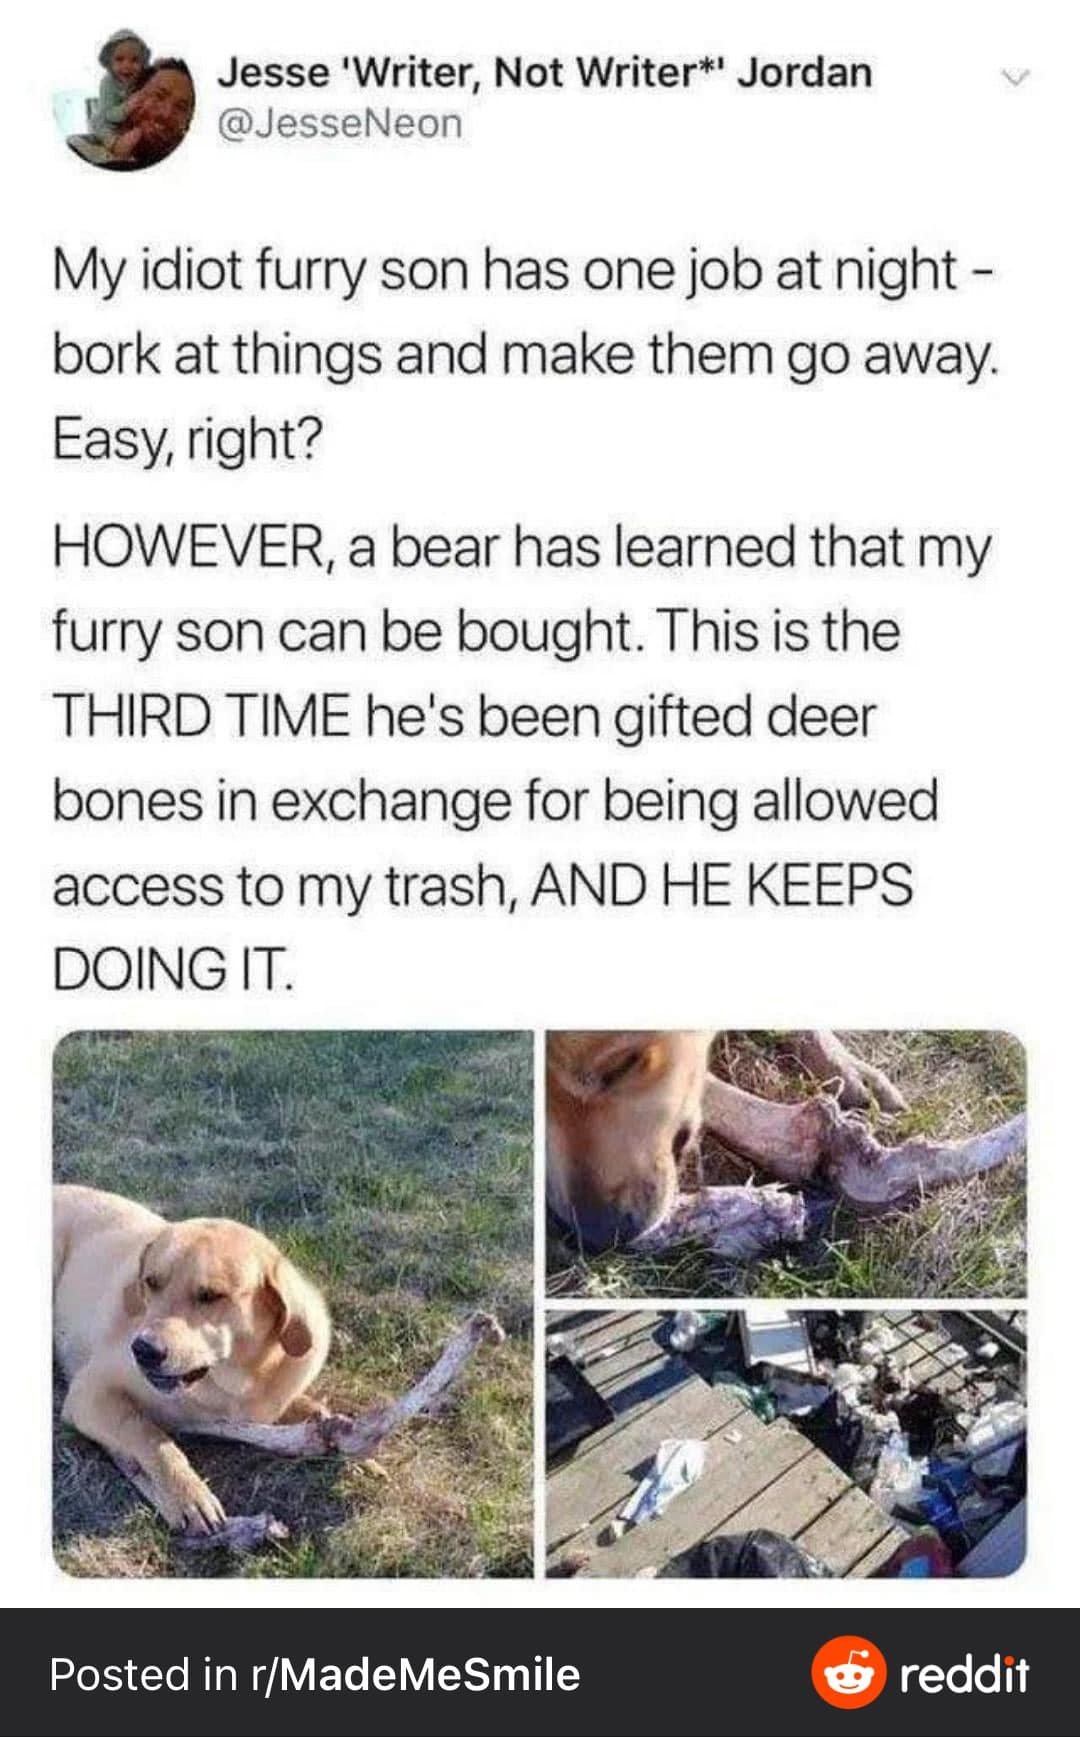 Jesse 'Writer, Not Writer*' Jordan
@JesseNeon
My idiot furry son has one job at night -
bork at things and make them go away.
Easy, right?
HOWEVER, a bear has learned that my
furry son can be bought. This is the
THIRD TIME he's been gifted deer
bones in exchange for being allowed
access to my trash, AND HE KEEPS
DOING IT.
Posted in r/MadeMeSmile
reddit